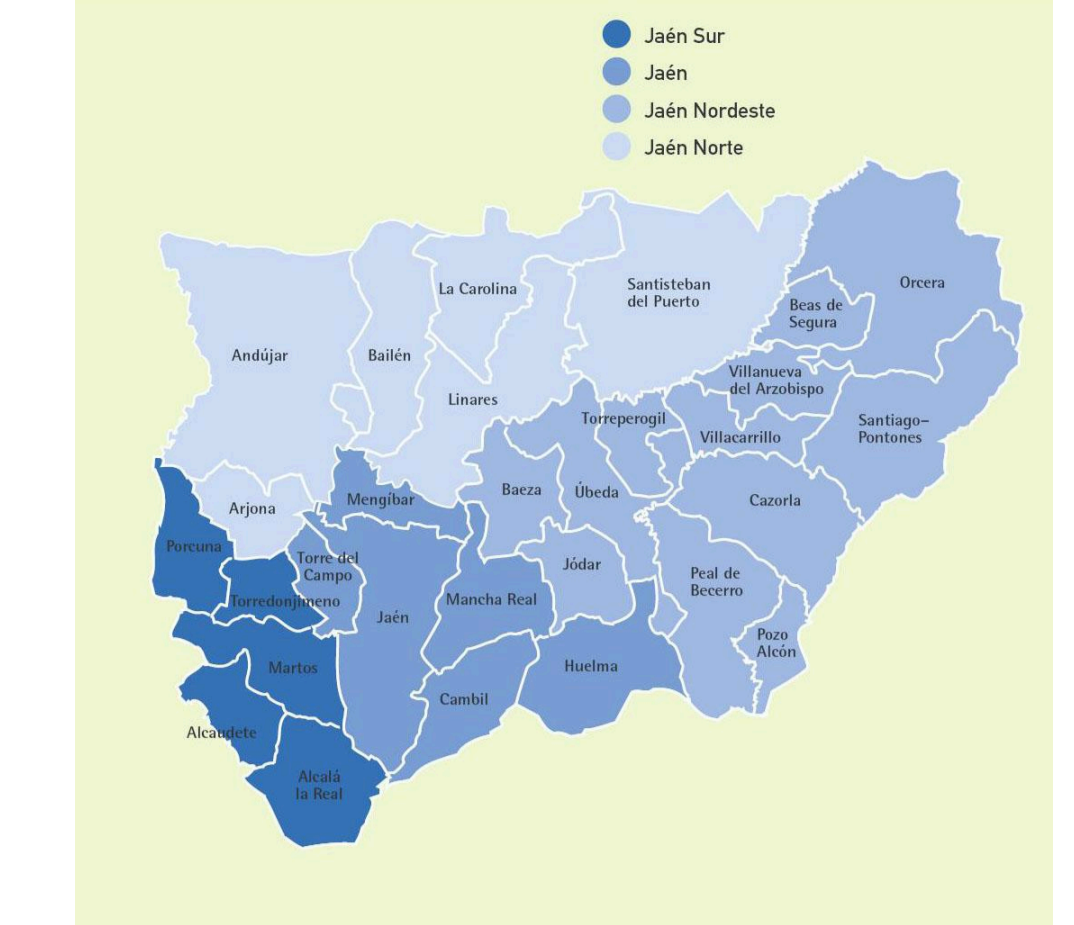 Jaén Sur
Jaén
Jaén Nordeste
Jaén Norte
Orcera
La Carolina
Santisteban
del Puerto
Beas de
Segura
Andújar
Bailén
Villanueva
del Arzobispo
Linares
Torreperogil
Santiago–
Pontones
Villacarrillo
Mengíbar
Baeza
Úbeda
Cazorla
Arjona
Porcuna
Torre del
Campo
Jódar
Peal de
Becerro
Torredonjimeno
Mancha Real
Jaén
Pozo
Alcón
Martos
Huelma
Cambil
Alcaudete
Alcalá
la Real